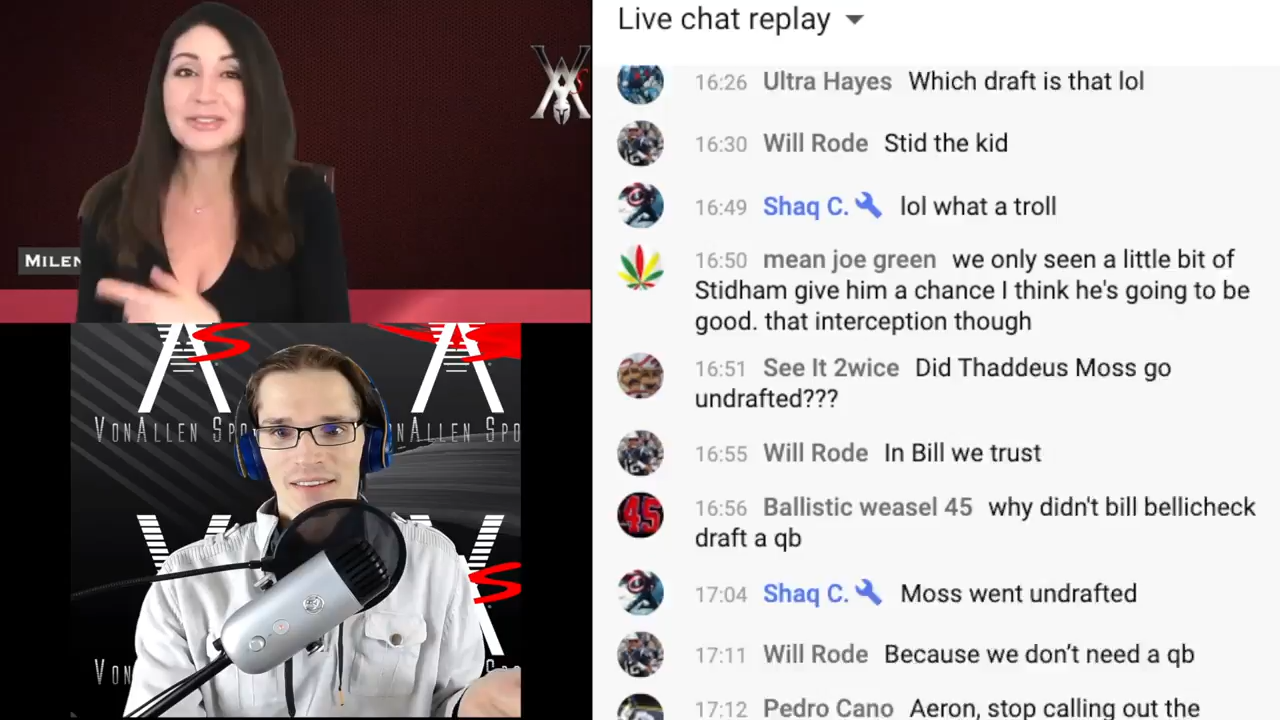 MILEN
VONALLEN SPO
NALLEN SPO
VON
Live chat replay
16:26 Ultra Hayes Which draft is that lol
16:30 Will Rode Stid the kid
16:49 Shaq C. lol what a troll
16:50 mean joe green we only seen a little bit of
Stidham give him a chance I think he's going to be
good. that interception though
16:51 See It 2wice Did Thaddeus Moss go
undrafted???
16:55 Will Rode In Bill we trust
45
16:56 Ballistic weasel 45 why didn't bill bellicheck
draft a qb
17:04 Shaq C. Moss went undrafted
17:11 Will Rode Because we don't need a qb
17:12 Pedro Cano Aeron, stop calling out the